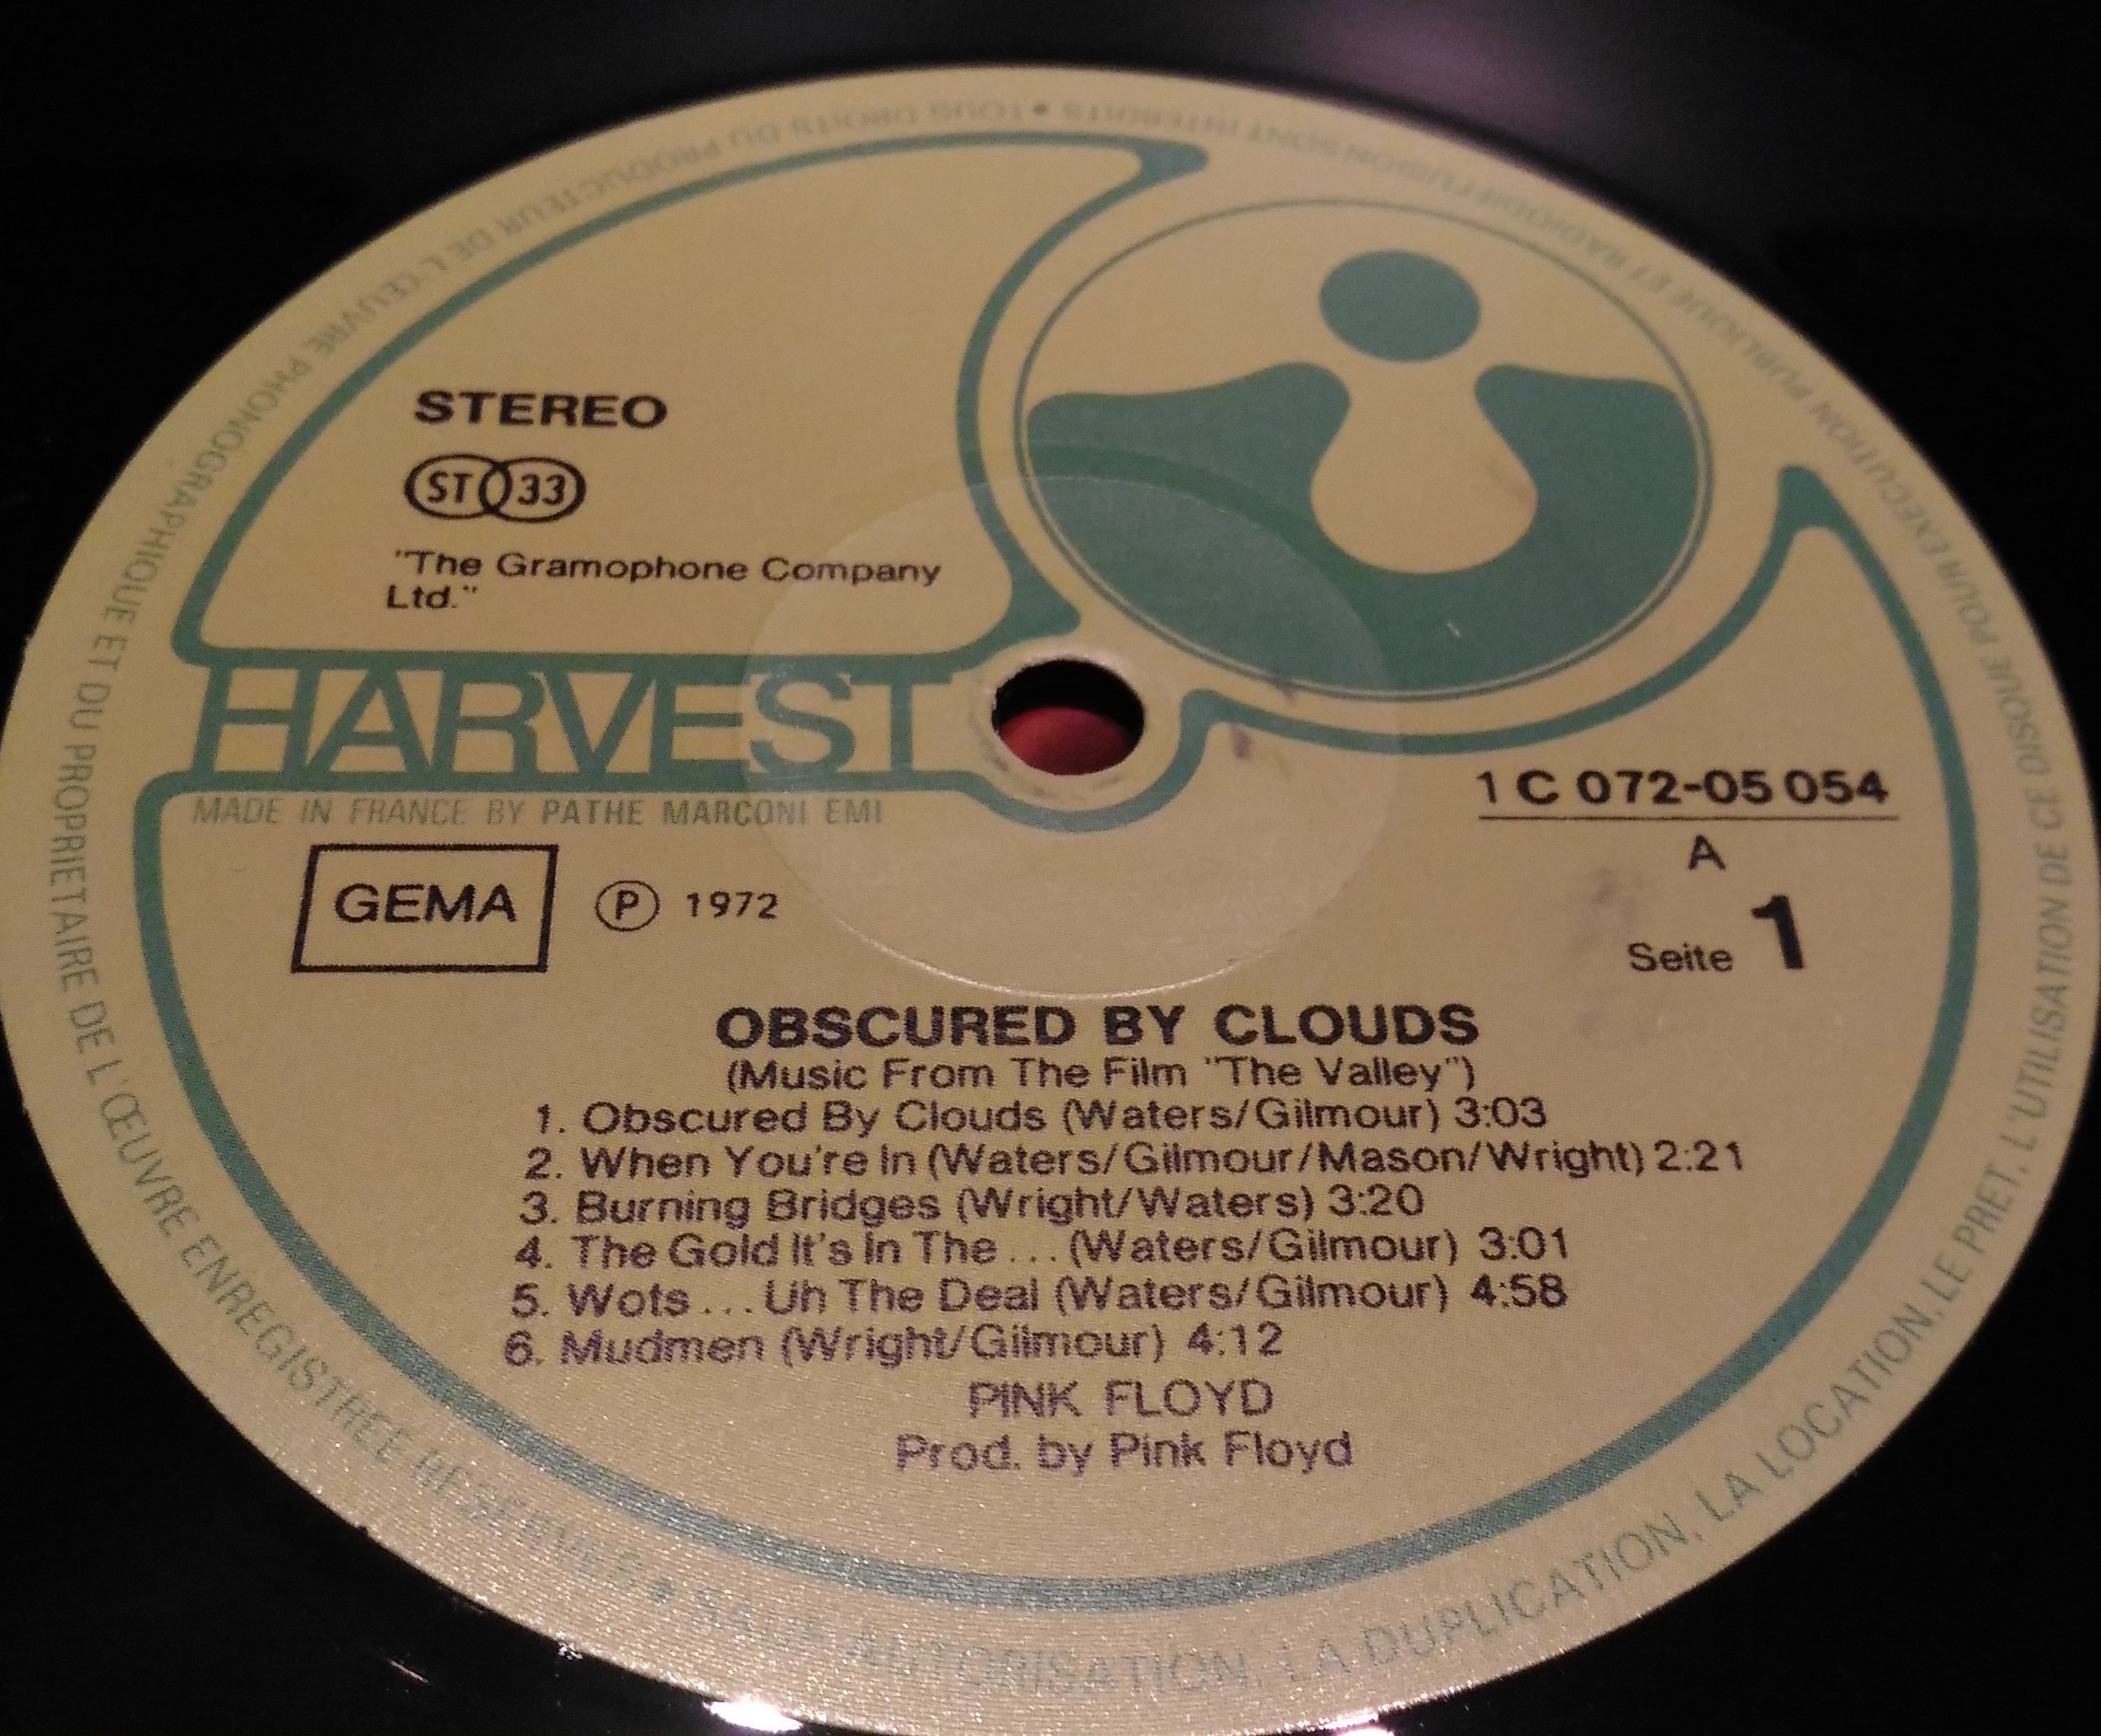 STEREO
ST 33
"The Gramophone Company
Ltd."
HARVEST
MADE IN FRANCE BY PATHE MARCONI EMI
GEMA
Ⓟ 1972
1 C 072-05 054
A
Seite 1
OBSCURED BY CLOUDS
(Music From The Film "The Valley")
1. Obscured By Clouds (Waters/Gilmour) 3:03
2. When You're In (Waters/Gilmour/Mason/Wright) 2:21
3. Burning Bridges (Wright/Waters) 3:20
4. The Gold It's In The... (Waters/Gilmour) 3:01
5. Wots...Uh The Deal (Waters/Gilmour) 4:58
6. Mudmen (Wright/Gilmour) 4:12
PINK FLOYD
Prod. by Pink Floyd
TOUS DROITS DU PRODUCTEUR DE L'ŒUVRE PHONOGRAPHIQUE ET DU PROPRIETAIRE DE L'ŒUVRE ENREGISTREE RESERVES • SAUF AUTORISATION, LA DUPLICATION, LA LOCATION, LE PRET, L'UTILISATION DE CE DISQUE POUR EXECUTION PUBLIQUE ET RADIODIFFUSION SONT INTERDITS •